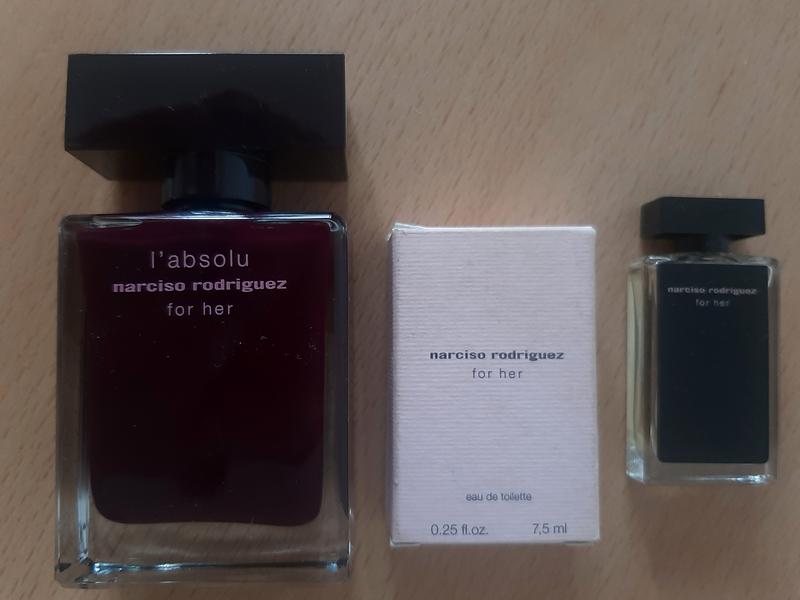 l'absolu
narciso rodriguez
for her
narciso rodriguez
for her
eau de toilette
0.25 fl.oz. 7,5 ml
narciso rodriguez
for her